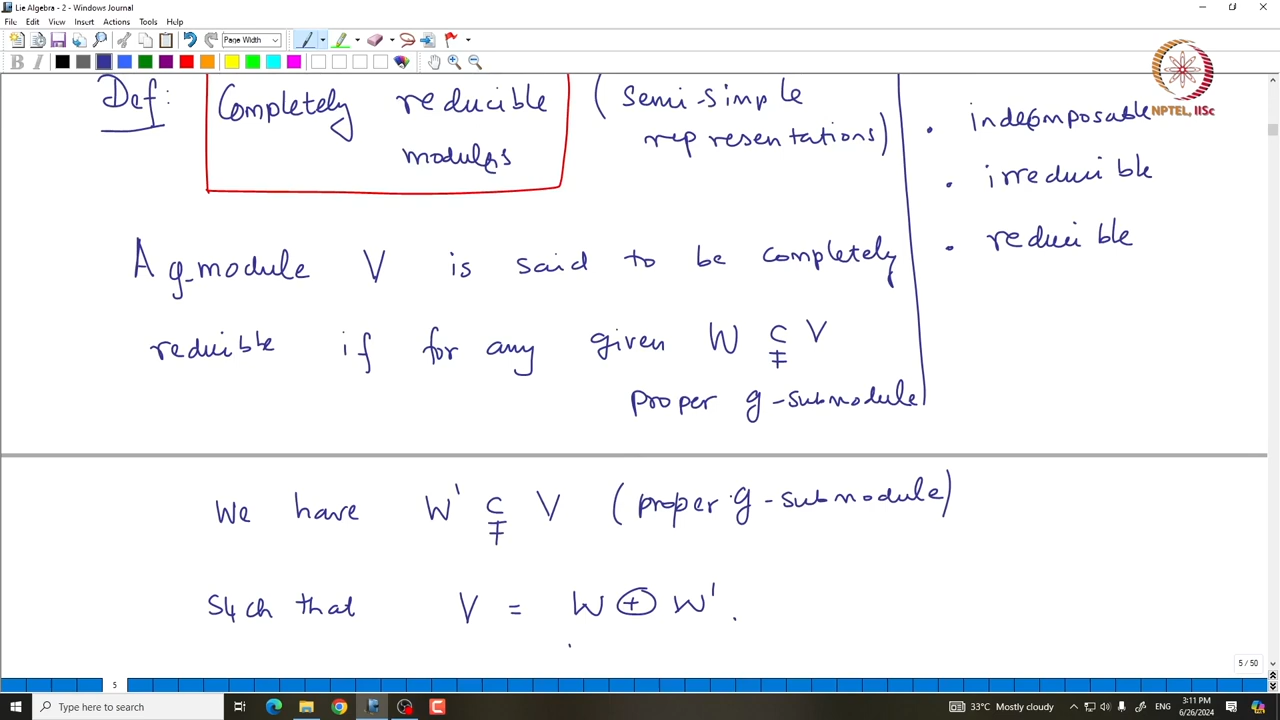 Lie Algebra - 2 - Windows Journal
File Edit View Insert Actions Tools Help
Page Width
B I
NPTEL, IISc
Def: Completely reducible modules (semi-simple representations)
• indecomposable
• irreducible
• reducible
A g-module V is said to be completely
reducible if for any given W ⊊ V
proper g-submodule
We have W' ⊊ V (proper g-submodule)
Such that V = W ⊕ W'.
5 / 50
5
Type here to search
33°C Mostly cloudy
ENG
3:11 PM
6/26/2024